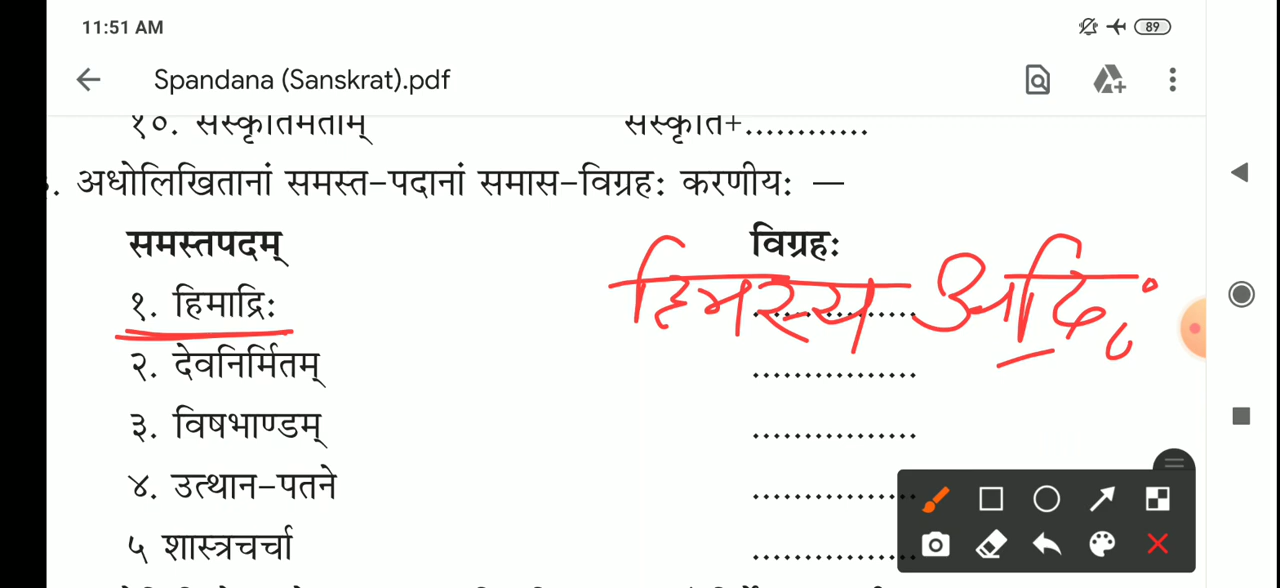 11:51 AM
89
Spandana (Sanskrat).pdf
१०. संस्कृतिमताम् संस्कृति+............
अधोलिखितानां समस्त-पदानां समास-विग्रहः करणीयः —
समस्तपदम् विग्रहः
१. हिमाद्रिः हिमस्य अद्रिः
२. देवनिर्मितम् ...............
३. विषभाण्डम् ...............
४. उत्थान-पतने ...............
५ शास्त्रचर्चा ...............